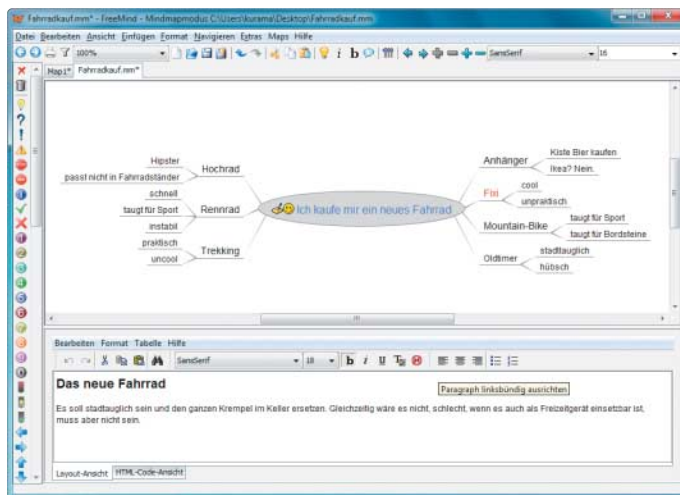 Fahrradkauf.mm* - FreeMind - Mindmapmodus C:\Users\kurama\Desktop\Fahrradkauf.mm
Datei Bearbeiten Ansicht Einfügen Format Navigieren Extras Maps Hilfe
100% SansSerif 16
Map1* Fahrradkauf.mm*
Hipster
Hochrad
passt nicht in Fahrradständer
schnell
taugt für Sport
Rennrad
instabil
praktisch
Trekking
uncool
Ich kaufe mir ein neues Fahrrad
Anhänger
Kiste Bier kaufen
Ikea? Nein.
Fixi
cool
unpraktisch
Mountain-Bike
taugt für Sport
taugt für Bordsteine
Oldtimer
stadttauglich
hübsch
Bearbeiten Format Tabelle Hilfe
SansSerif 18 b i U
Das neue Fahrrad
Paragraph linksbündig ausrichten
Es soll stadtauglich sein und den ganzen Krempel im Keller ersetzen. Gleichzeitig wäre es nicht, schlecht, wenn es auch als Freizeitgerät einsetzbar ist,
muss aber nicht sein.
Layout-Ansicht HTML-Code-Ansicht